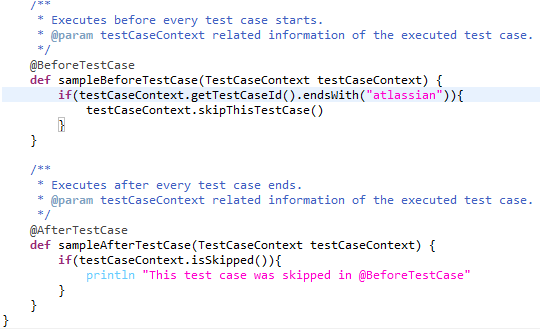 /**
 * Executes before every test case starts.
 * @param testCaseContext related information of the executed test case.
 */
@BeforeTestCase
def sampleBeforeTestCase(TestCaseContext testCaseContext) {
    if(testCaseContext.getTestCaseId().endsWith("atlassian")){
        testCaseContext.skipThisTestCase()
    }
}
/**
 * Executes after every test case ends.
 * @param testCaseContext related information of the executed test case.
 */
@AfterTestCase
def sampleAfterTestCase(TestCaseContext testCaseContext) {
    if(testCaseContext.isSkipped()){
        println "This test case was skipped in @BeforeTestCase"
    }
}
}